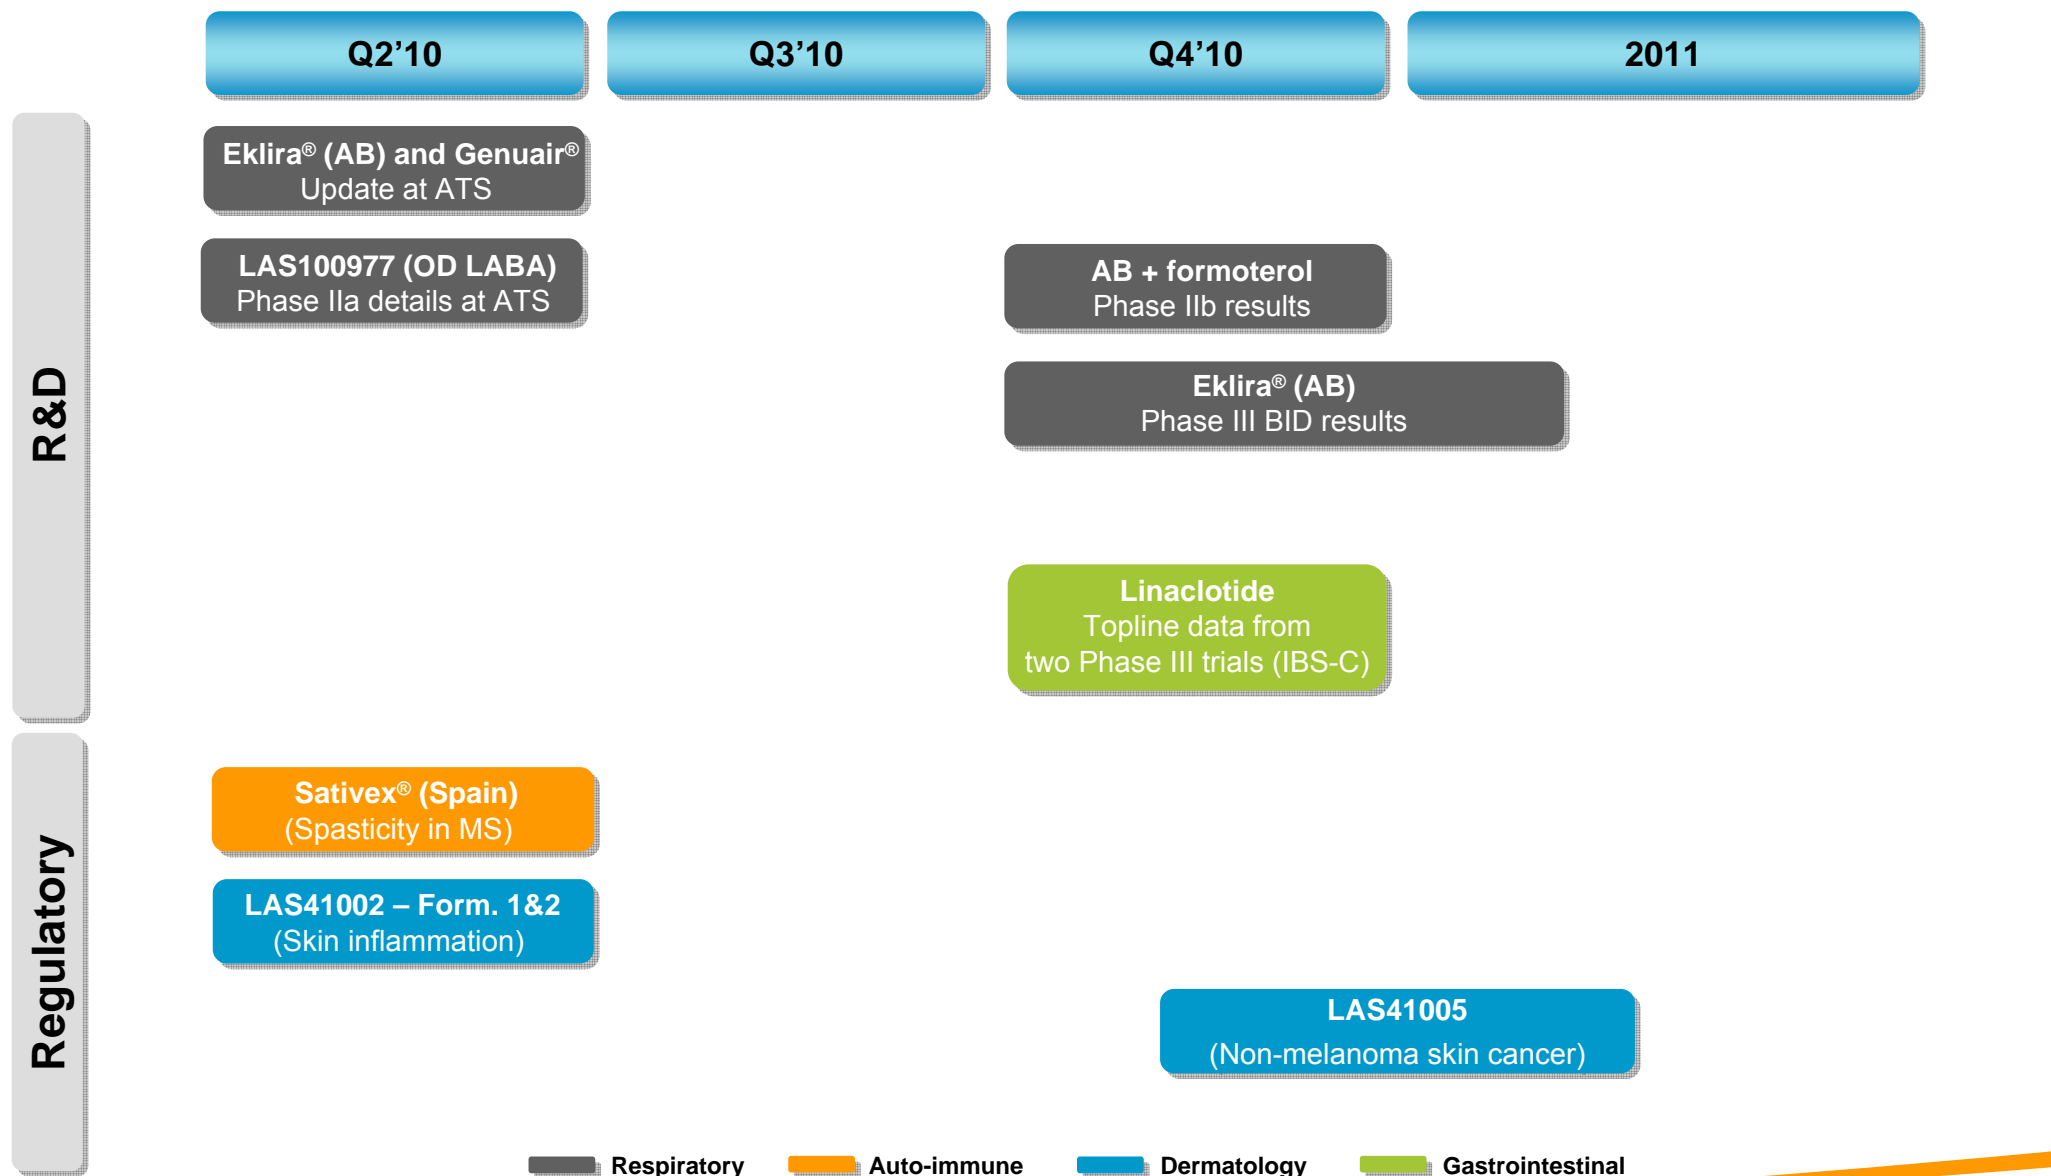 Q2’10
Q3’10
Q4’10
2011
R&D
Eklira® (AB) and Genuair®
Update at ATS
LAS100977 (OD LABA)
Phase IIa details at ATS
AB + formoterol
Phase IIb results
Eklira® (AB)
Phase III BID results
Linaclotide
Topline data from
two Phase III trials (IBS-C)
Regulatory
Sativex® (Spain)
(Spasticity in MS)
LAS41002 – Form. 1&2
(Skin inflammation)
LAS41005
(Non-melanoma skin cancer)
Respiratory
Auto-immune
Dermatology
Gastrointestinal